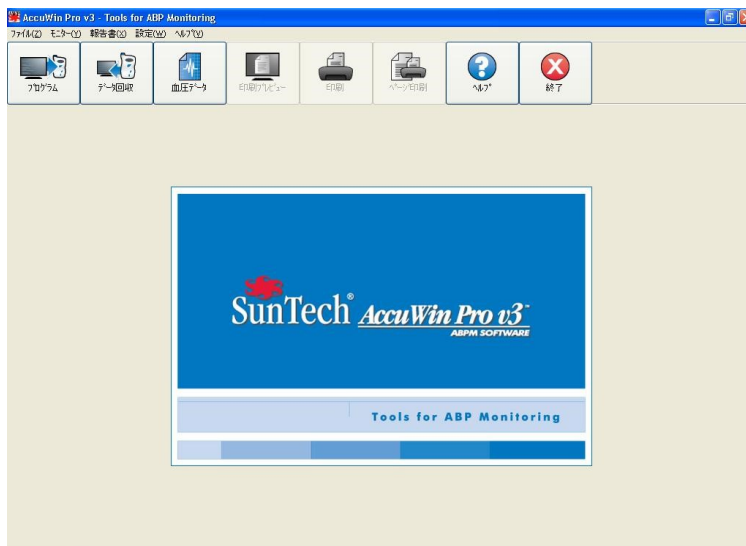 AccuWin Pro v3 - Tools for ABP Monitoring
ファイル(Z) モニター(Y) 報告書(X) 設定(W) ヘルプ(V)
プログラム データ回収 血圧データ 印刷プレビュー 印刷 ページ印刷 ヘルプ 終了
SunTech® AccuWin Pro v3™
ABPM SOFTWARE
Tools for ABP Monitoring